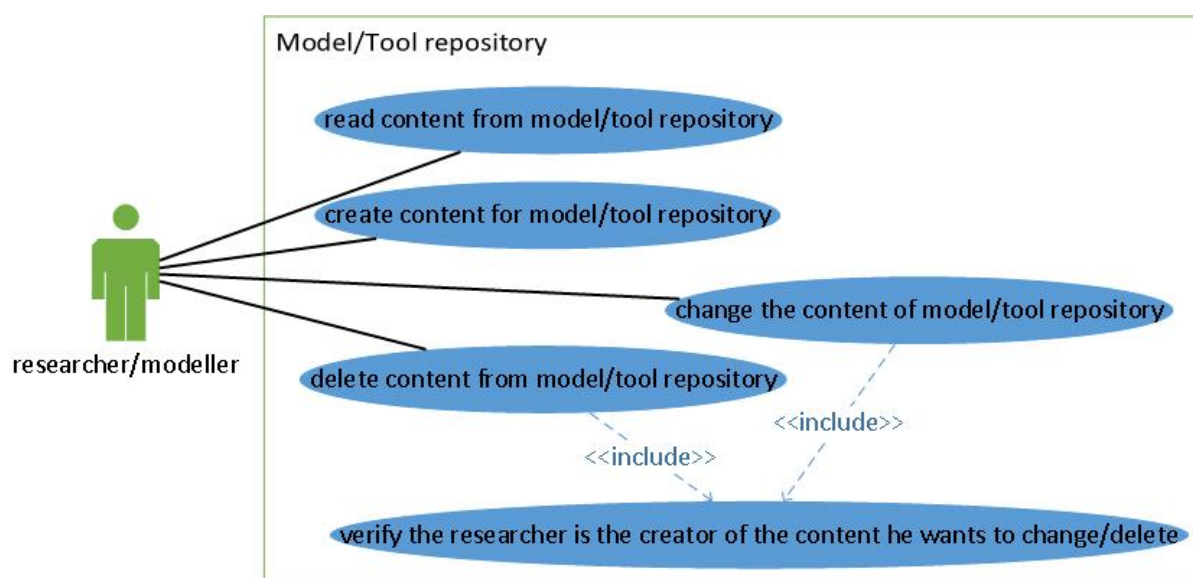 Model/Tool repository
read content from model/tool repository
create content for model/tool repository
change the content of model/tool repository
researcher/modeller
delete content from model/tool repository
<<include>>
<<include>>
verify the researcher is the creator of the content he wants to change/delete